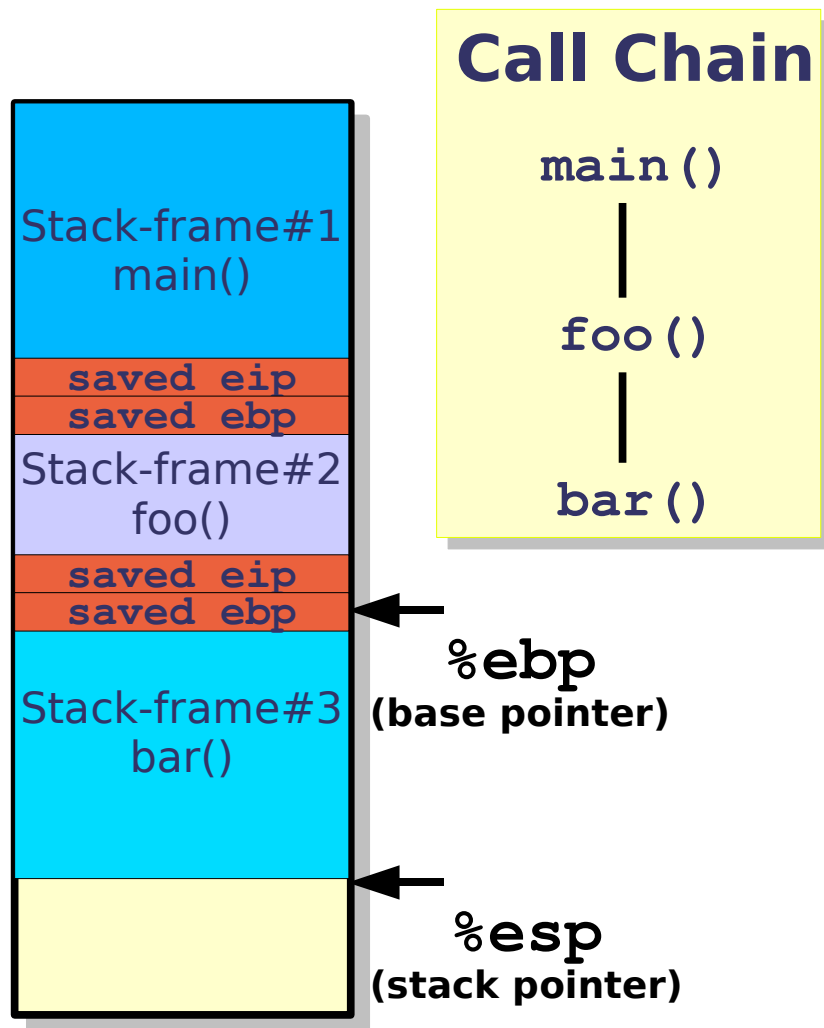 Call Chain
main()
foo()
bar()
Stack-frame#1
main()
saved eip
saved ebp
Stack-frame#2
foo()
saved eip
saved ebp
Stack-frame#3
bar()
%ebp
(base pointer)
%esp
(stack pointer)